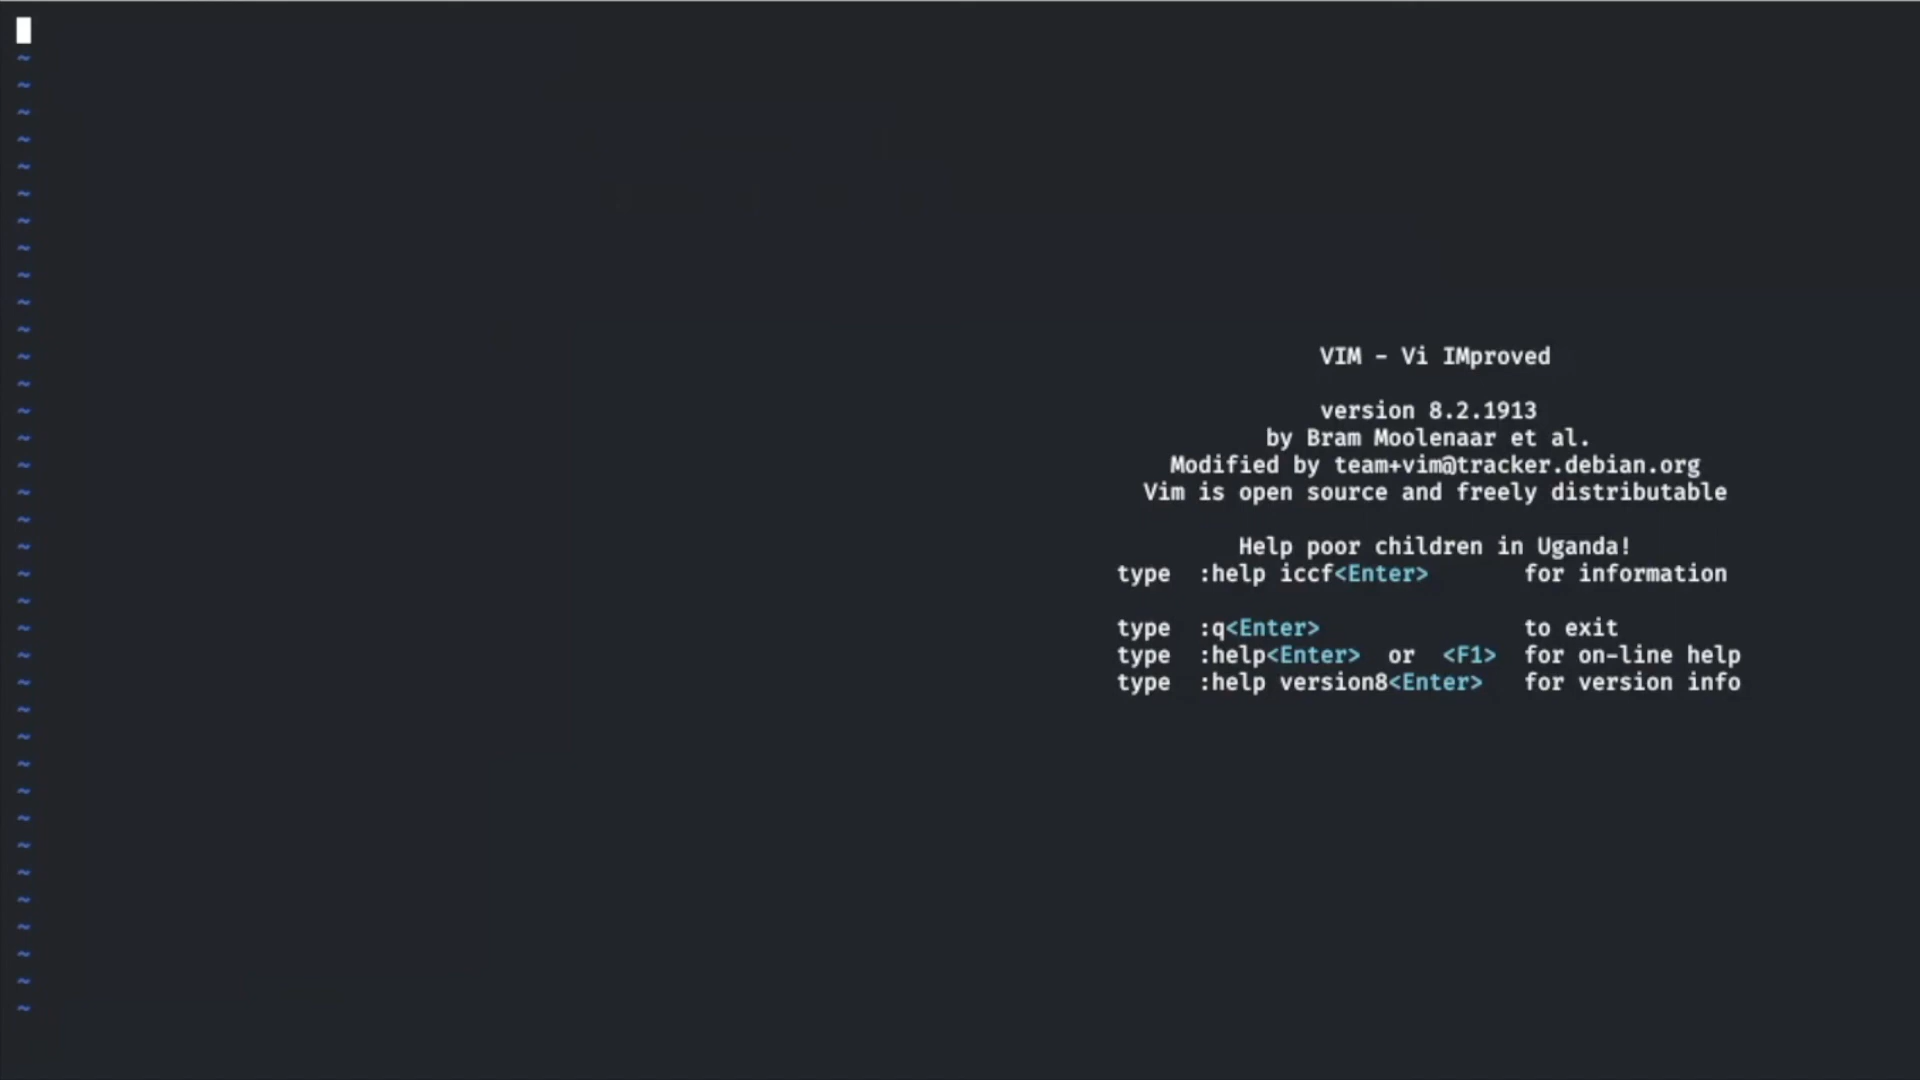 ~
~
~
~
~
~
~
~
~
~
~
~ VIM - Vi IMproved
~
~ version 8.2.1913
~ by Bram Moolenaar et al.
~ Modified by team+vim@tracker.debian.org
~ Vim is open source and freely distributable
~
~ Help poor children in Uganda!
~ type :help iccf<Enter> for information
~
~ type :q<Enter> to exit
~ type :help<Enter> or <F1> for on-line help
~ type :help version8<Enter> for version info
~
~
~
~
~
~
~
~
~
~
~
~